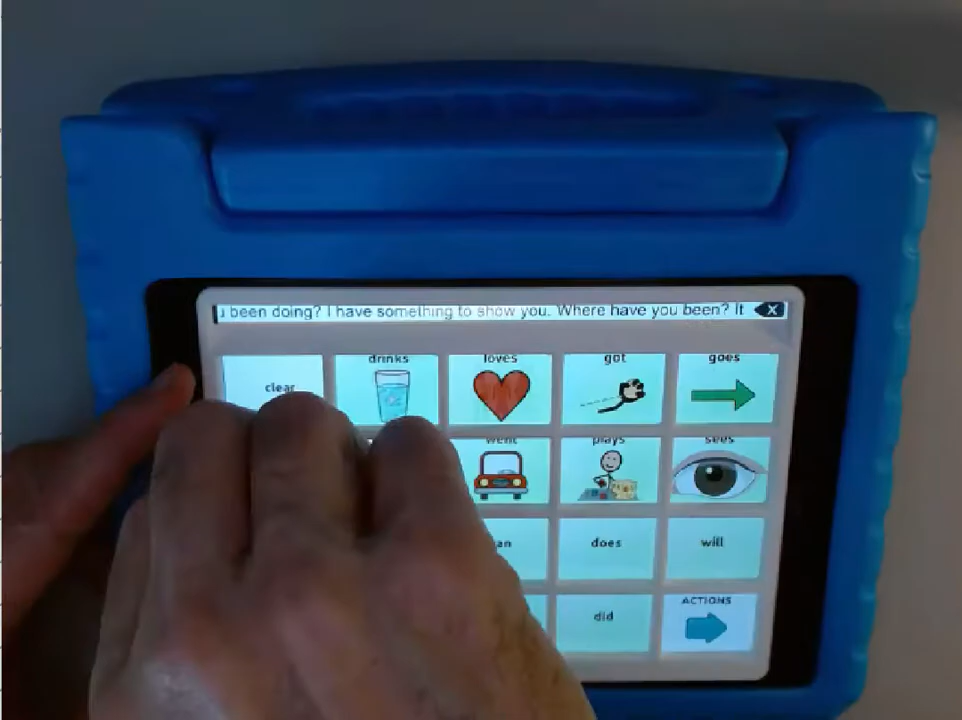 been doing? I have something to show you. Where have you been? It
clear
drinks
loves
got
goes
went
plays
sees
does
will
did
ACTIONS